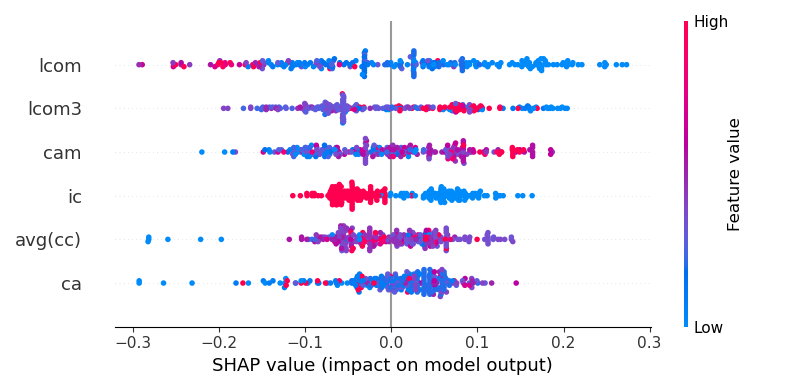 High
lcom
lcom3
cam
Feature value
ic
avg(cc)
ca
Low
−0.3 −0.2 −0.1 0.0 0.1 0.2 0.3
SHAP value (impact on model output)